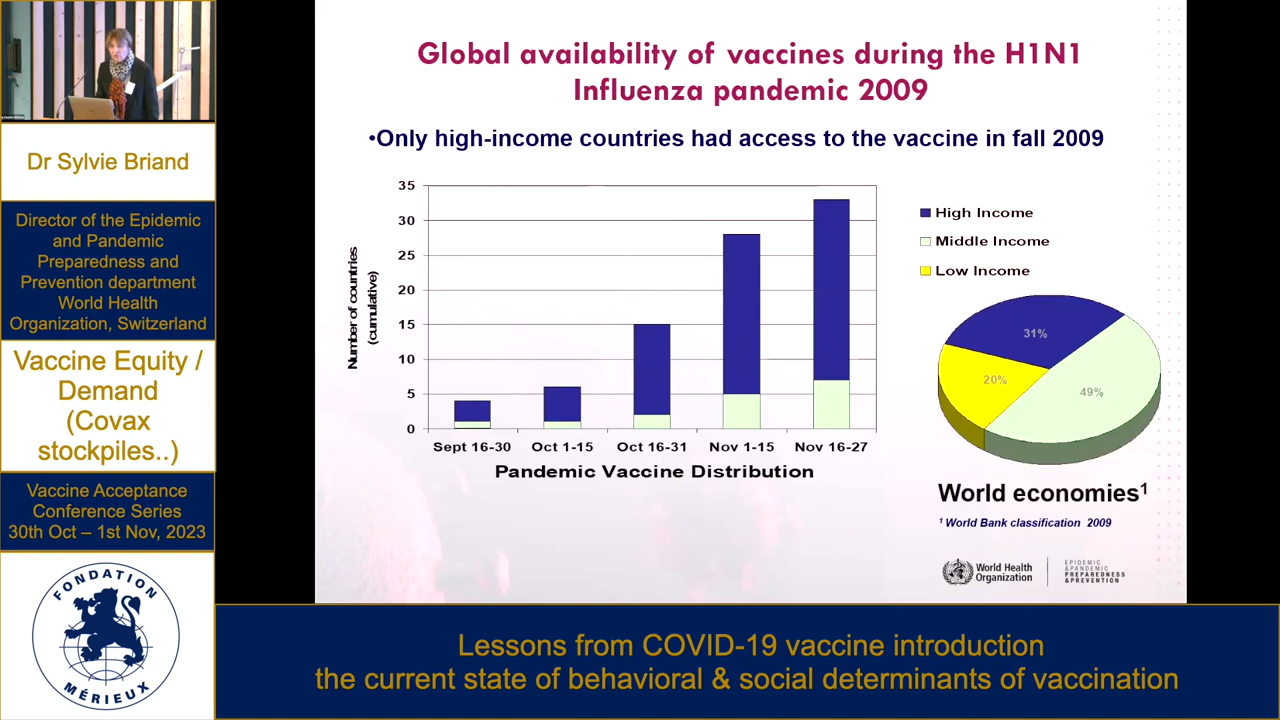 Dr Sylvie Briand
Director of the Epidemic
and Pandemic
Preparedness and
Prevention department
World Health
Organization, Switzerland
Vaccine Equity /
Demand
(Covax
stockpiles..)
Vaccine Acceptance
Conference Series
30th Oct – 1st Nov, 2023
FONDATION
MÉRIEUX
Global availability of vaccines during the H1N1
Influenza pandemic 2009
•Only high-income countries had access to the vaccine in fall 2009
Number of countries
(cumulative)
35
30
25
20
15
10
5
0
Sept 16-30 Oct 1-15 Oct 16-31 Nov 1-15 Nov 16-27
Pandemic Vaccine Distribution
High Income
Middle Income
Low Income
31%
20%
49%
World economies¹
¹ World Bank classification 2009
World Health
Organization
EPIDEMIC
&PANDEMIC
PREPAREDNESS
&PREVENTION
Lessons from COVID-19 vaccine introduction
the current state of behavioral & social determinants of vaccination